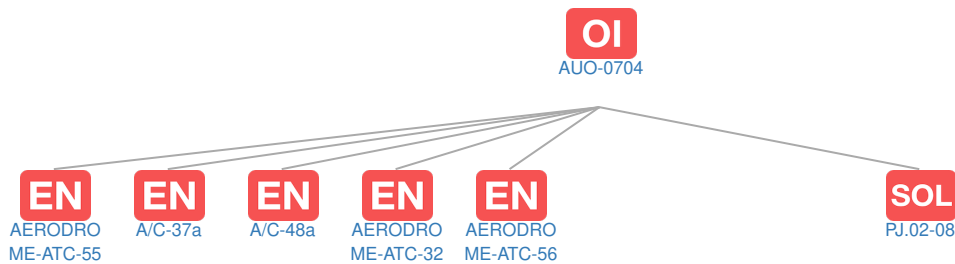 OI
AUO-0704
EN
EN
EN
EN
EN
SOL
AERODRO
ME-ATC-55
A/C-37a
A/C-48a
AERODRO
ME-ATC-32
AERODRO
ME-ATC-56
PJ.02-08